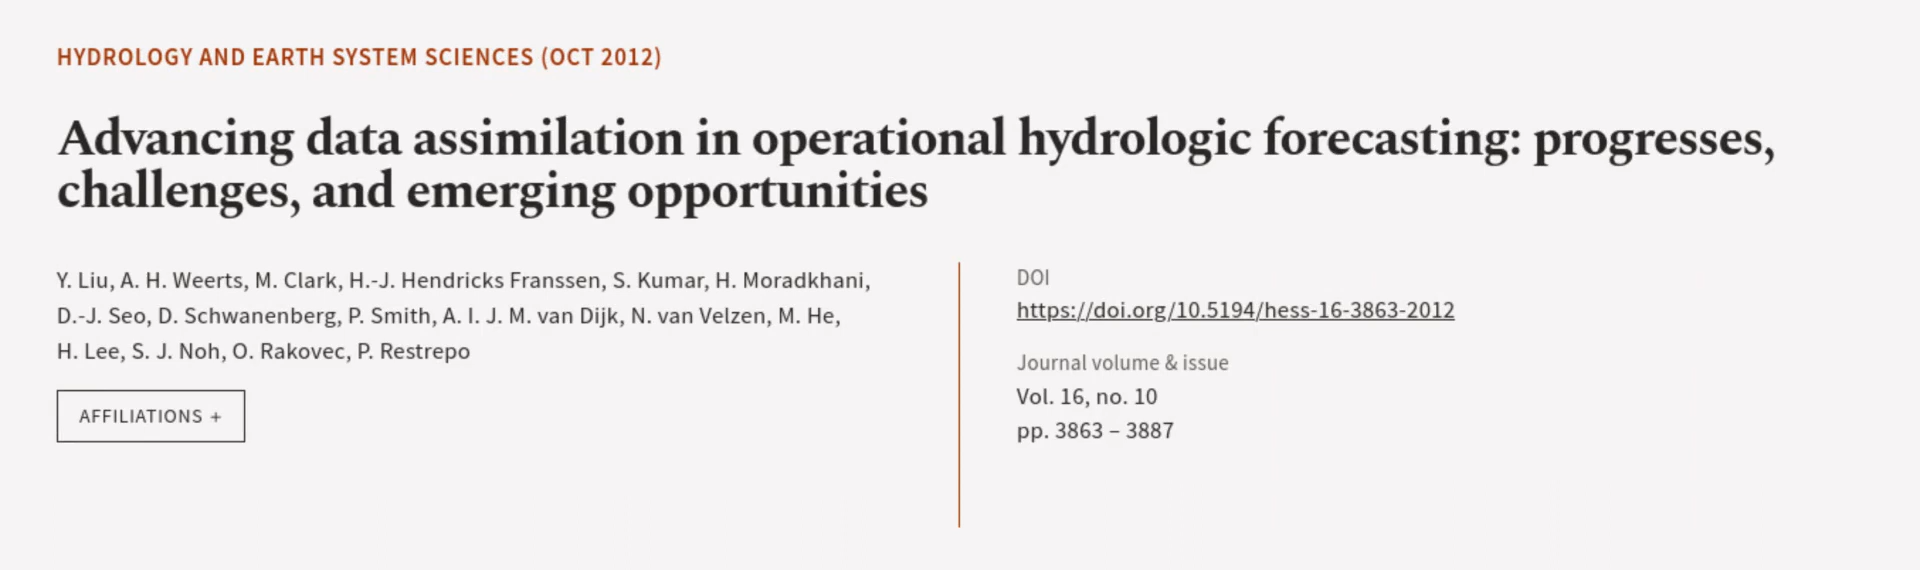 HYDROLOGY AND EARTH SYSTEM SCIENCES (OCT 2012)
Advancing data assimilation in operational hydrologic forecasting: progresses,
challenges, and emerging opportunities
Y. Liu, A. H. Weerts, M. Clark, H.-J. Hendricks Franssen, S. Kumar, H. Moradkhani,
D.-J. Seo, D. Schwanenberg, P. Smith, A. I. J. M. van Dijk, N. van Velzen, M. He,
H. Lee, S. J. Noh, O. Rakovec, P. Restrepo
AFFILIATIONS +
DOI
https://doi.org/10.5194/hess-16-3863-2012
Journal volume & issue
Vol. 16, no. 10
pp. 3863 – 3887